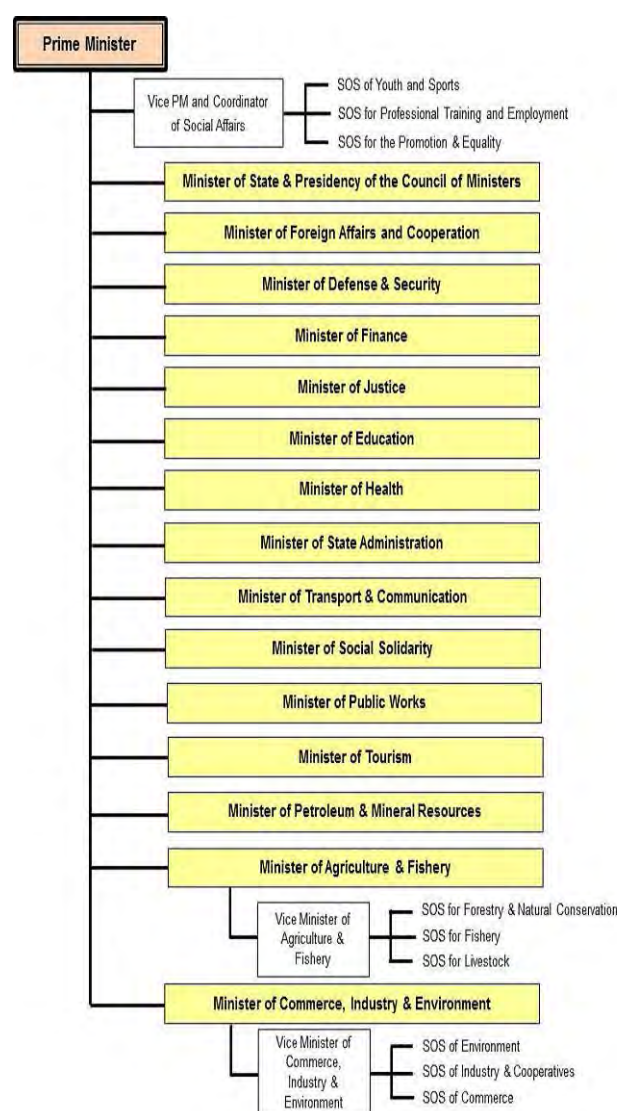 Prime Minister
Vice PM and Coordinator
of Social Affairs
SOS of Youth and Sports
SOS for Professional Training and Employment
SOS for the Promotion & Equality
Minister of State & Presidency of the Council of Ministers
Minister of Foreign Affairs and Cooperation
Minister of Defense & Security
Minister of Finance
Minister of Justice
Minister of Education
Minister of Health
Minister of State Administration
Minister of Transport & Communication
Minister of Social Solidarity
Minister of Public Works
Minister of Tourism
Minister of Petroleum & Mineral Resources
Minister of Agriculture & Fishery
Vice Minister of
Agriculture &
Fishery
SOS for Forestry & Natural Conservation
SOS for Fishery
SOS for Livestock
Minister of Commerce, Industry & Environment
Vice Minister of
Commerce,
Industry &
Environment
SOS of Environment
SOS of Industry & Cooperatives
SOS of Commerce